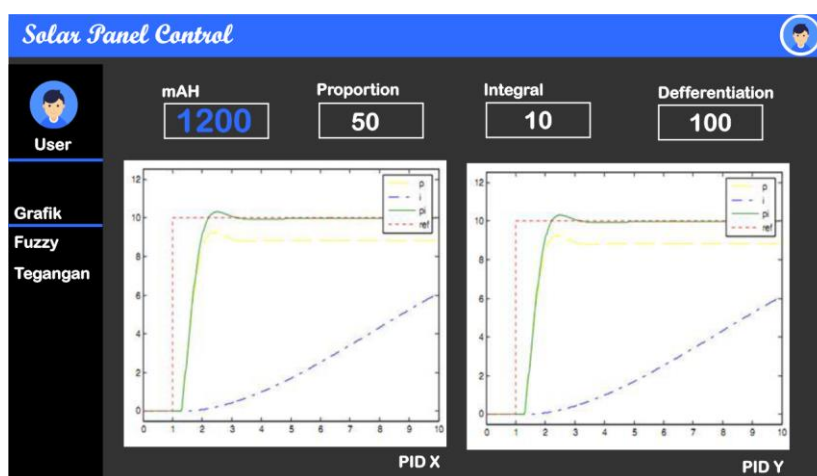 Solar Panel Control
User
Grafik
Fuzzy
Tegangan
mAH
1200
Proportion
50
Integral
10
Defferentiation
100
12
10
8
6
4
2
0
0 1 2 3 4 5 6 7 8 9 10
p
i
pi
ref
PID X
12
10
8
6
4
2
0
0 1 2 3 4 5 6 7 8 9 10
p
i
pi
ref
PID Y